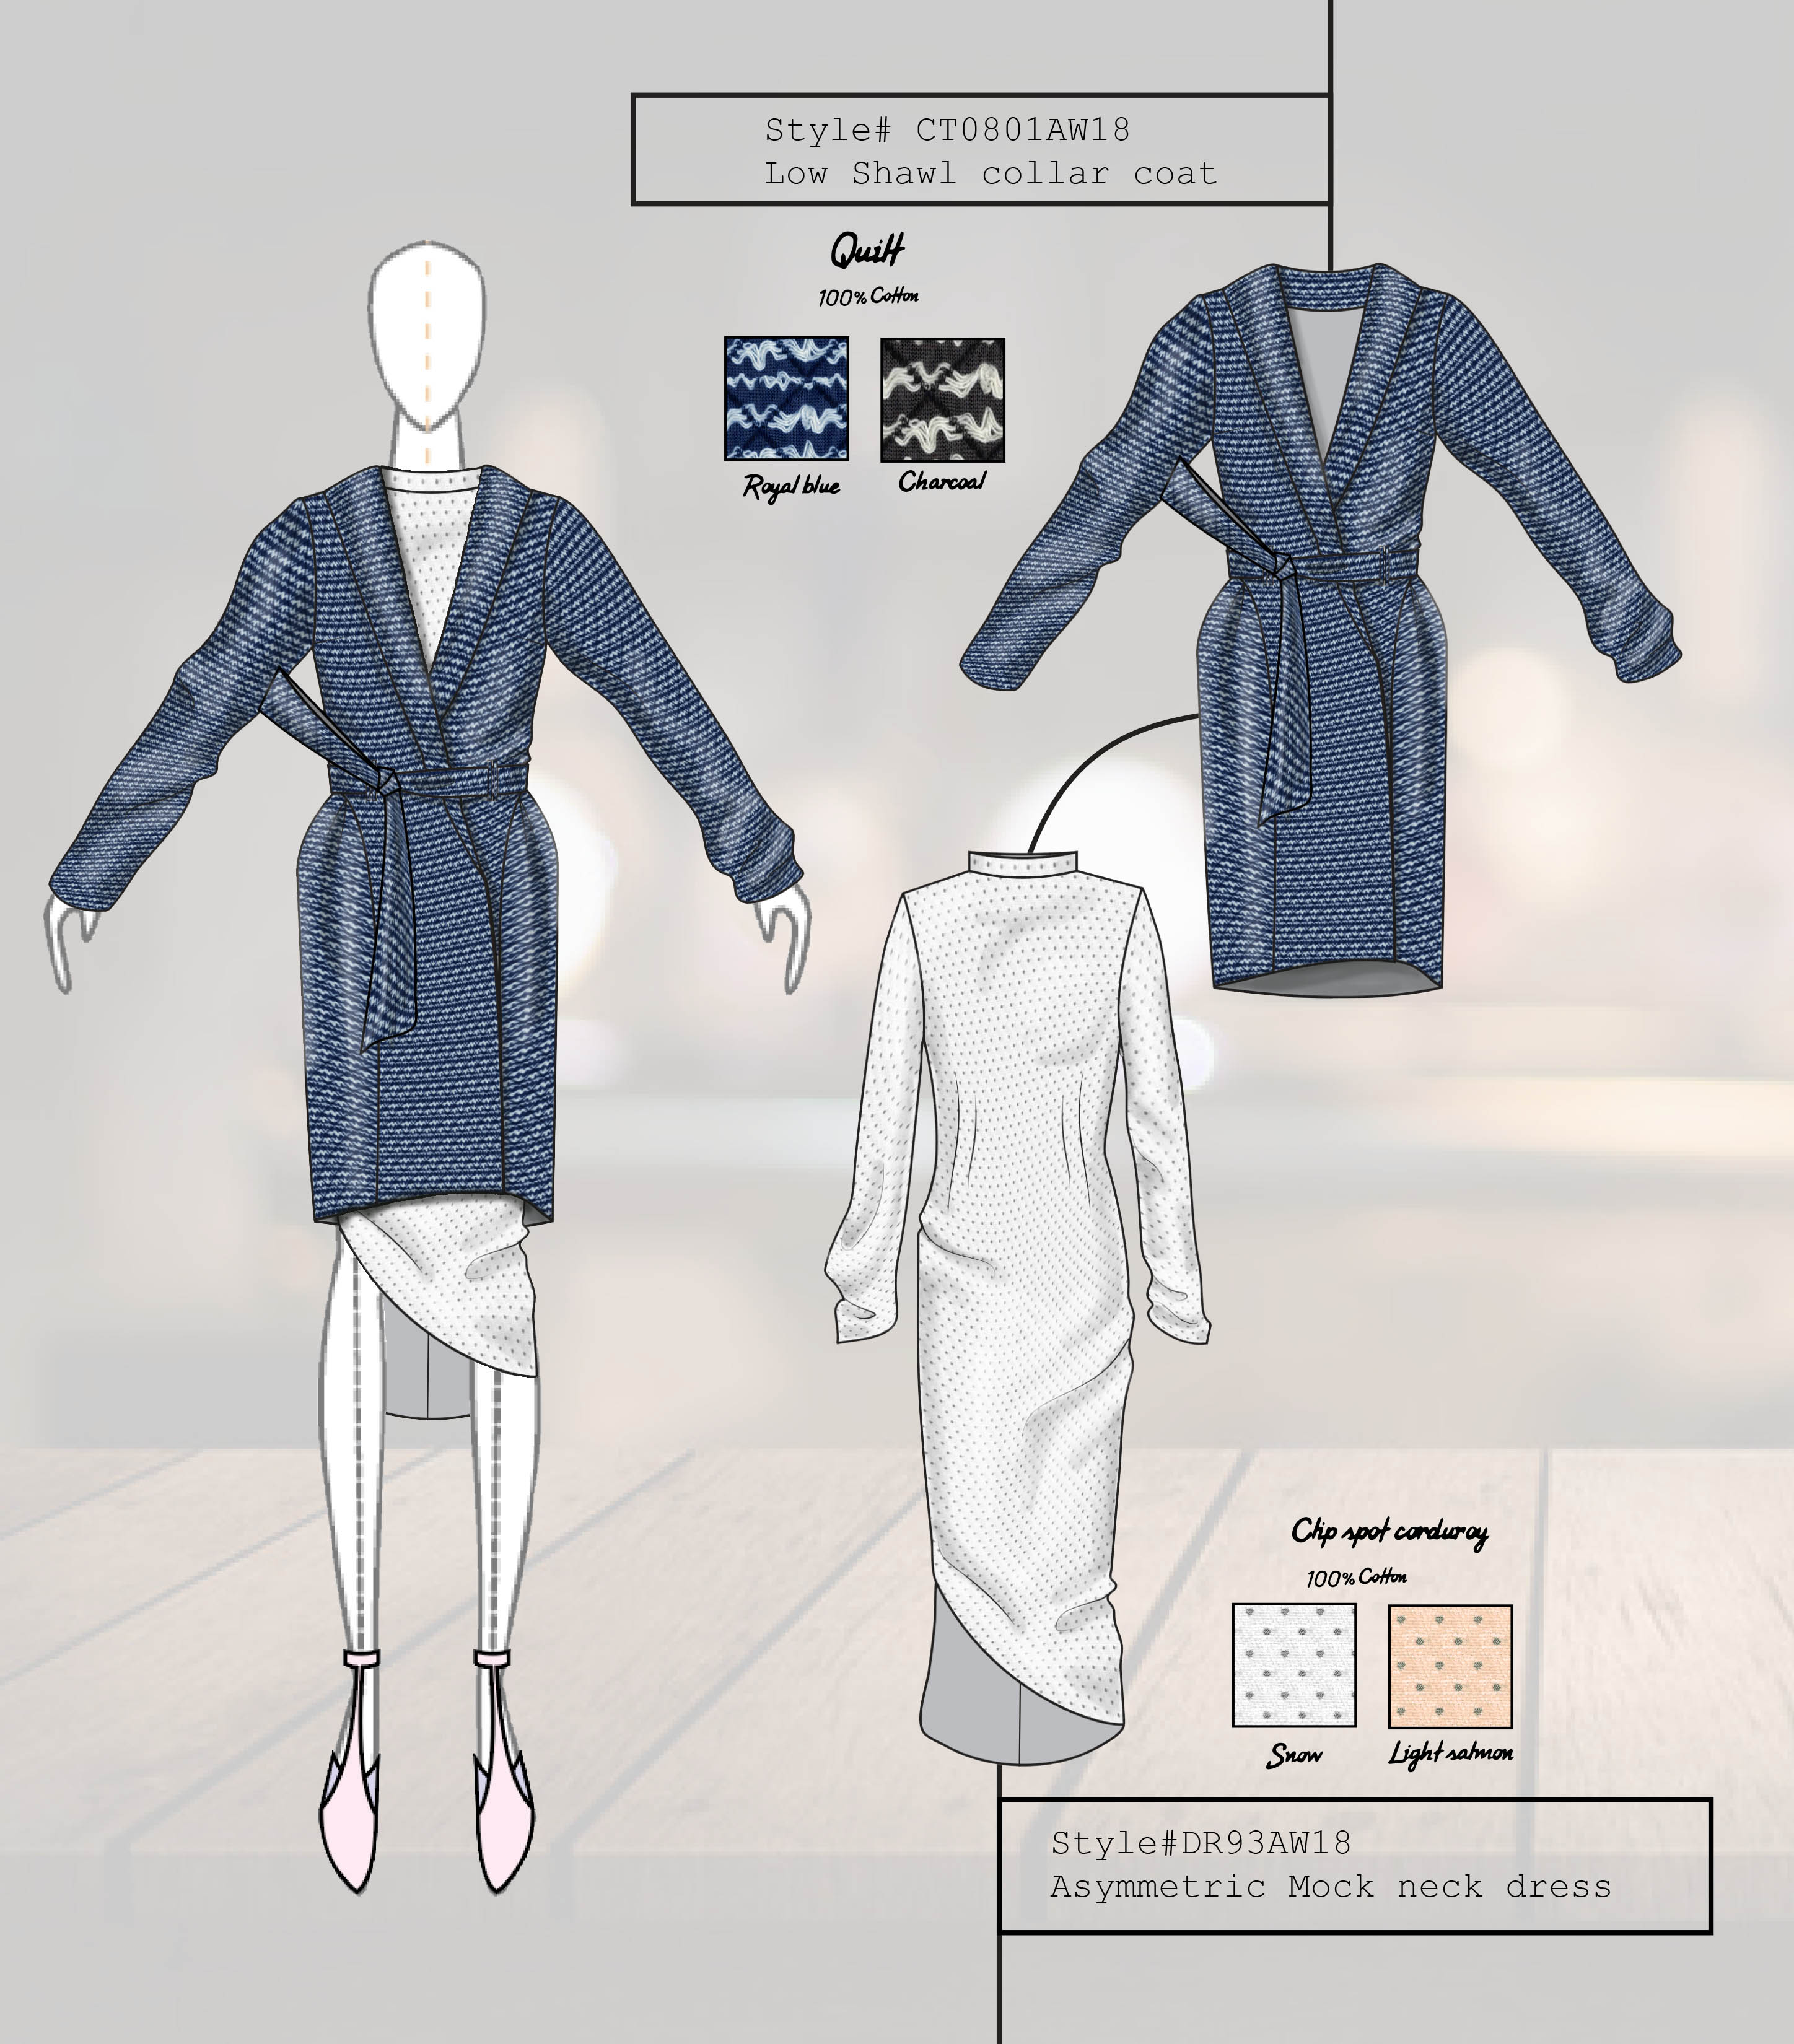 Style# CT0801AW18
Low Shawl collar coat
Quilt
100% Cotton
Royal blue
Charcoal
Clip spot corduroy
100% Cotton
Snow
Light salmon
Style#DR93AW18
Asymmetric Mock neck dress